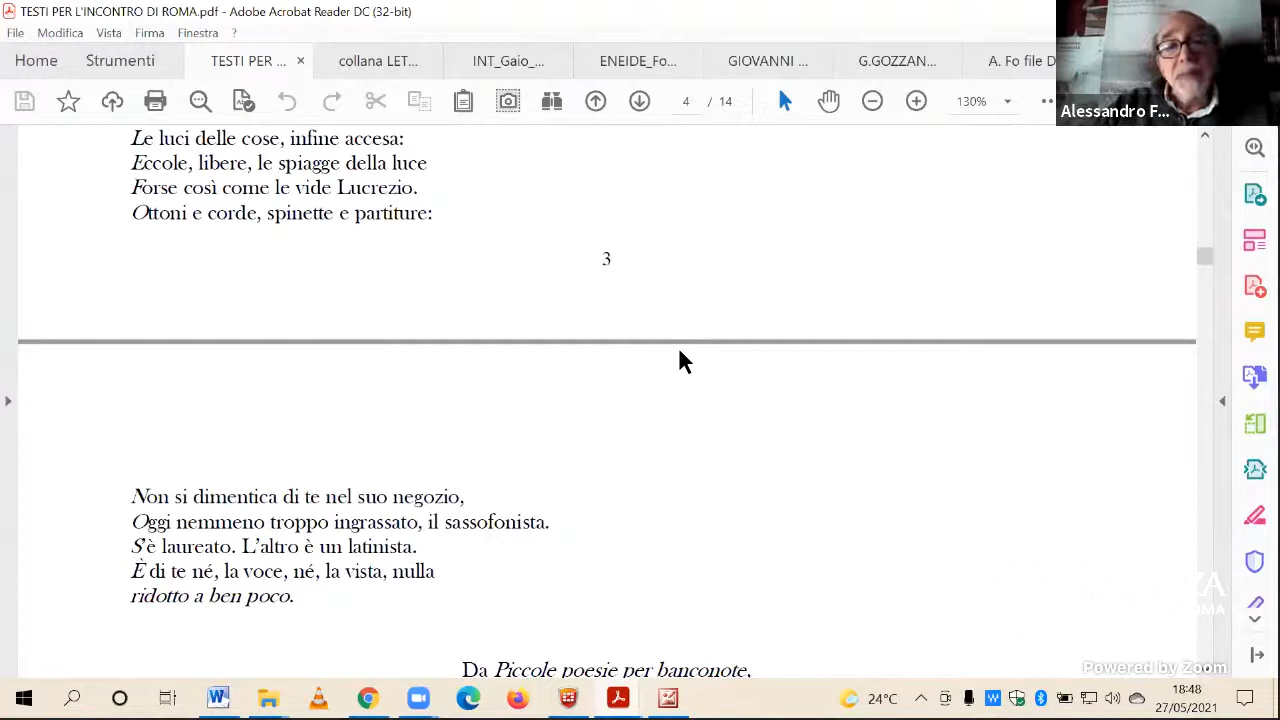 TESTI PER L'INCONTRO DI ROMA.pdf - Adobe Acrobat Reader DC (32-bit)
File Modifica Vista Firma Finestra ?
Home Strumenti TESTI PER ... × collana LET... INT_Gaio_... ENEIDE_Fo... GIOVANNI ... G.GOZZAN... A. Fo file D
4 / 14 130%
Alessandro F...
Le luci delle cose, infine accesa:
Eccole, libere, le spiagge della luce
Forse così come le vide Lucrezio.
Ottoni e corde, spinette e partiture:
3
Non si dimentica di te nel suo negozio,
Oggi nemmeno troppo ingrassato, il sassofonista.
S'è laureato. L'altro è un latinista.
È di te né, la voce, né, la vista, nulla
ridotto a ben poco.
Da Piccole poesie per banconote,
Powered by Zoom
24°C 18:48
27/05/2021